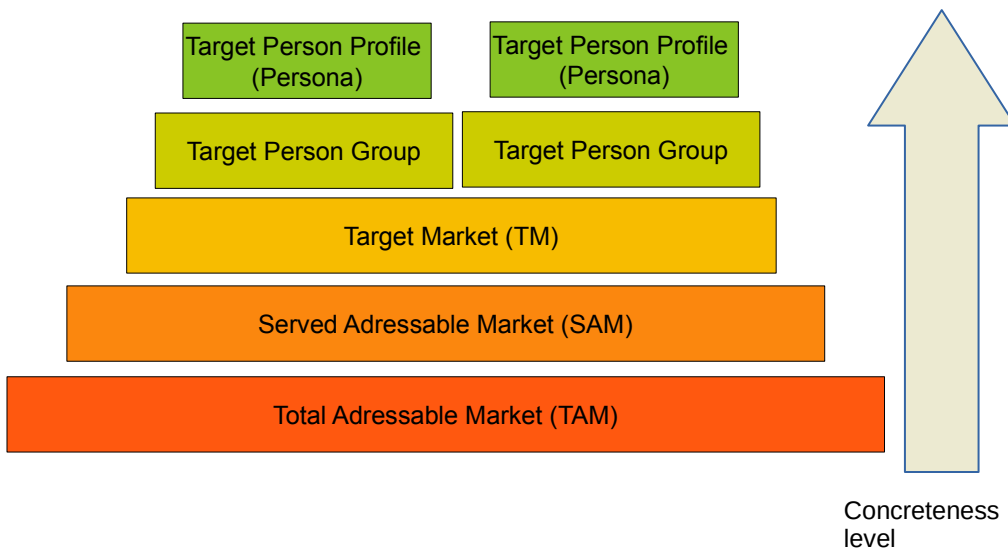 Target Person Profile
(Persona)
Target Person Profile
(Persona)
Target Person Group
Target Person Group
Target Market (TM)
Served Adressable Market (SAM)
Total Adressable Market (TAM)
Concreteness
level